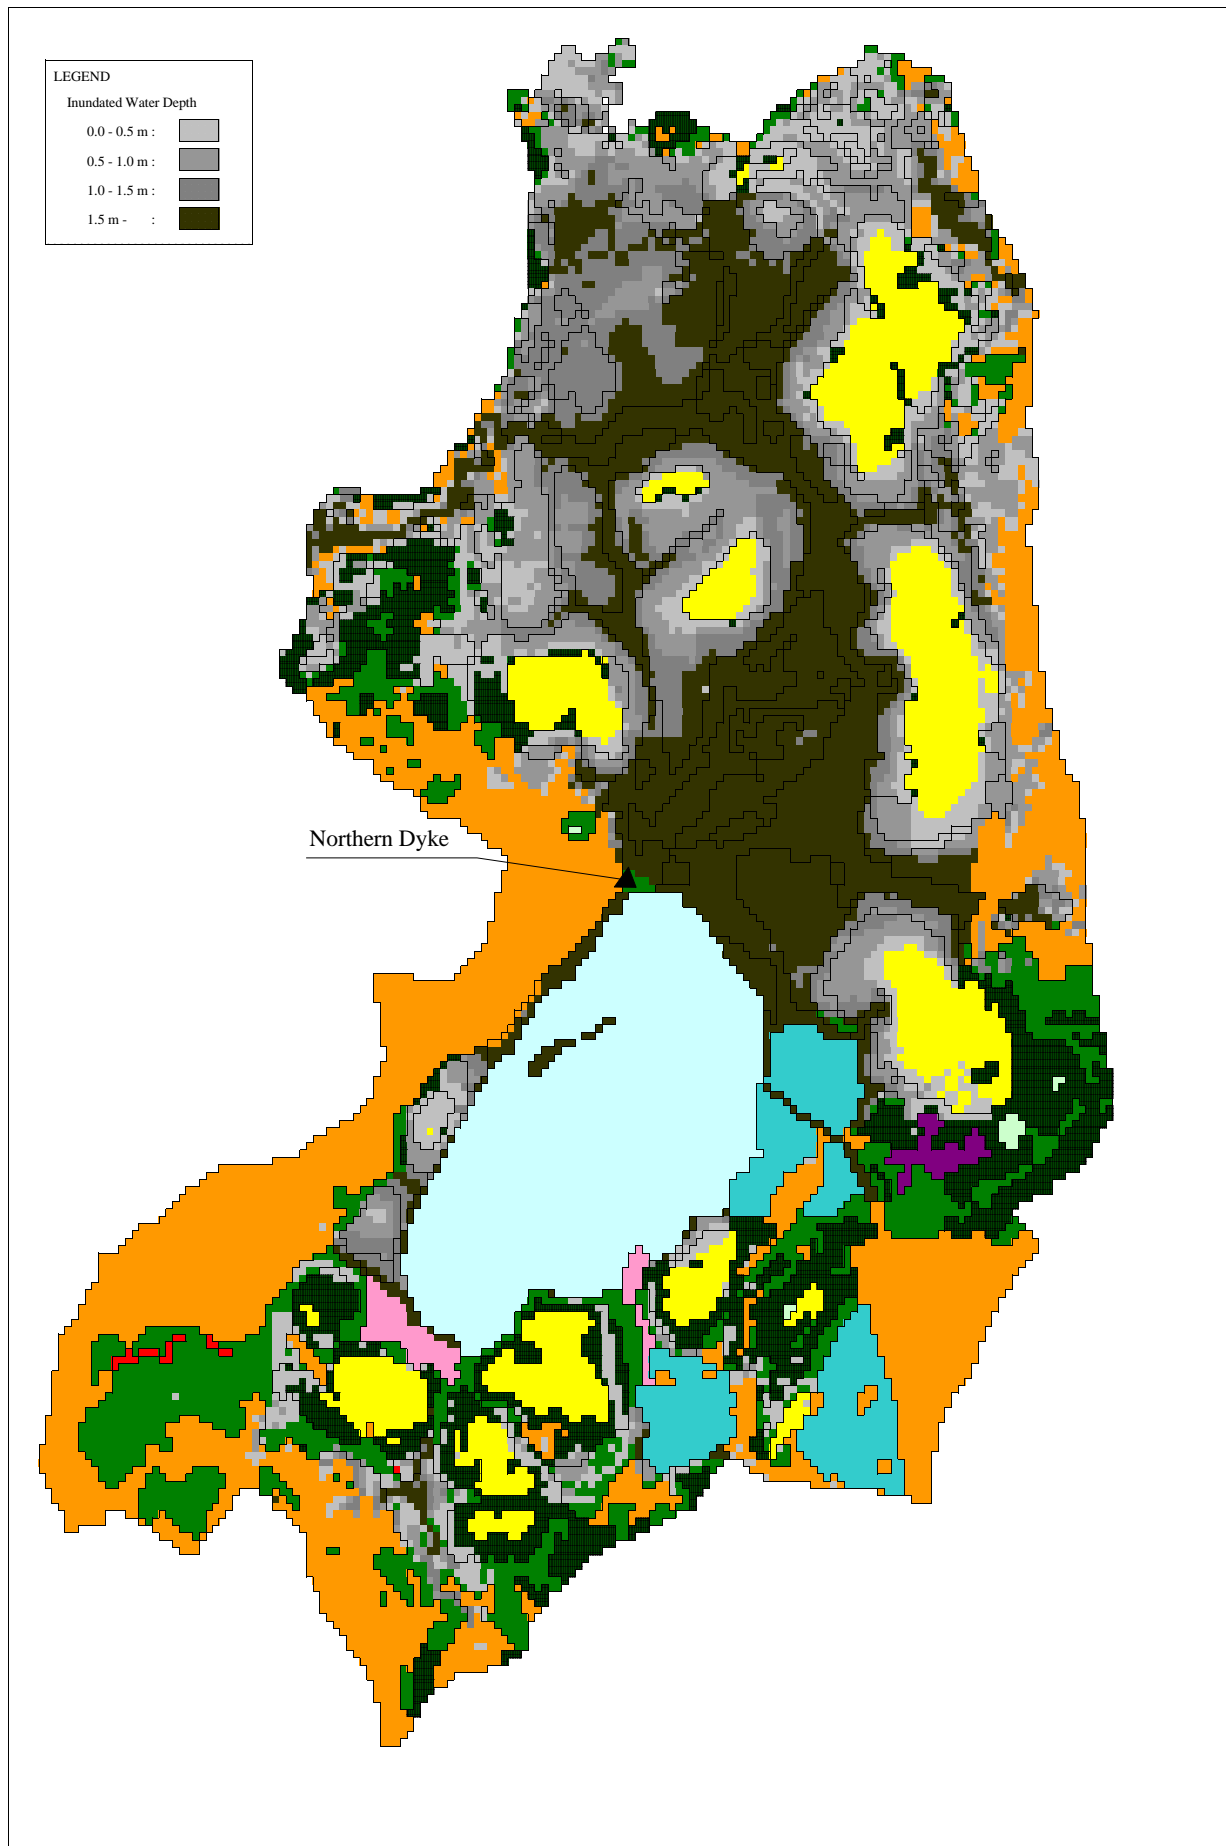 LEGEND
Inundated Water Depth
0.0 - 0.5 m :
0.5 - 1.0 m :
1.0 - 1.5 m :
1.5 m - :
Northern Dyke